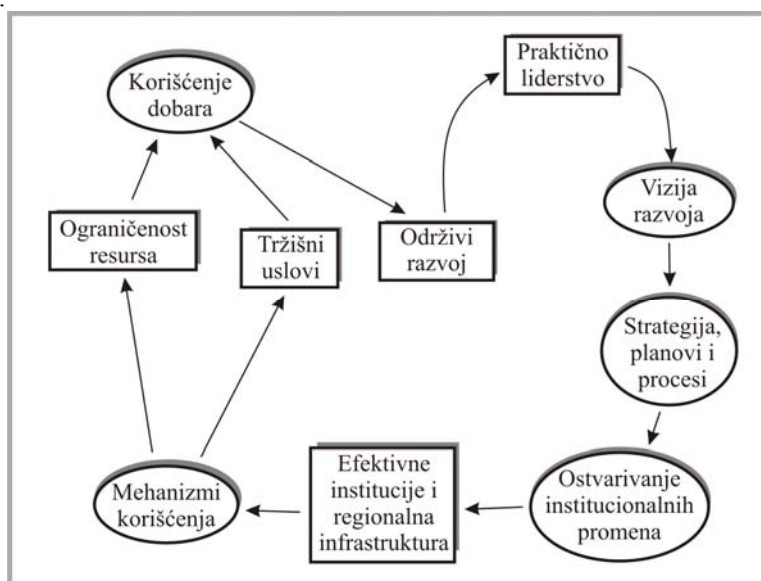 Praktično
liderstvo
Korišćenje
dobara
Vizija
razvoja
Ograničenost
resursa
Tržišni
uslovi
Održivi
razvoj
Strategija,
planovi i
procesi
Efektivne
institucije i
regionalna
infrastruktura
Ostvarivanje
institucionalnih
promena
Mehanizmi
korišćenja